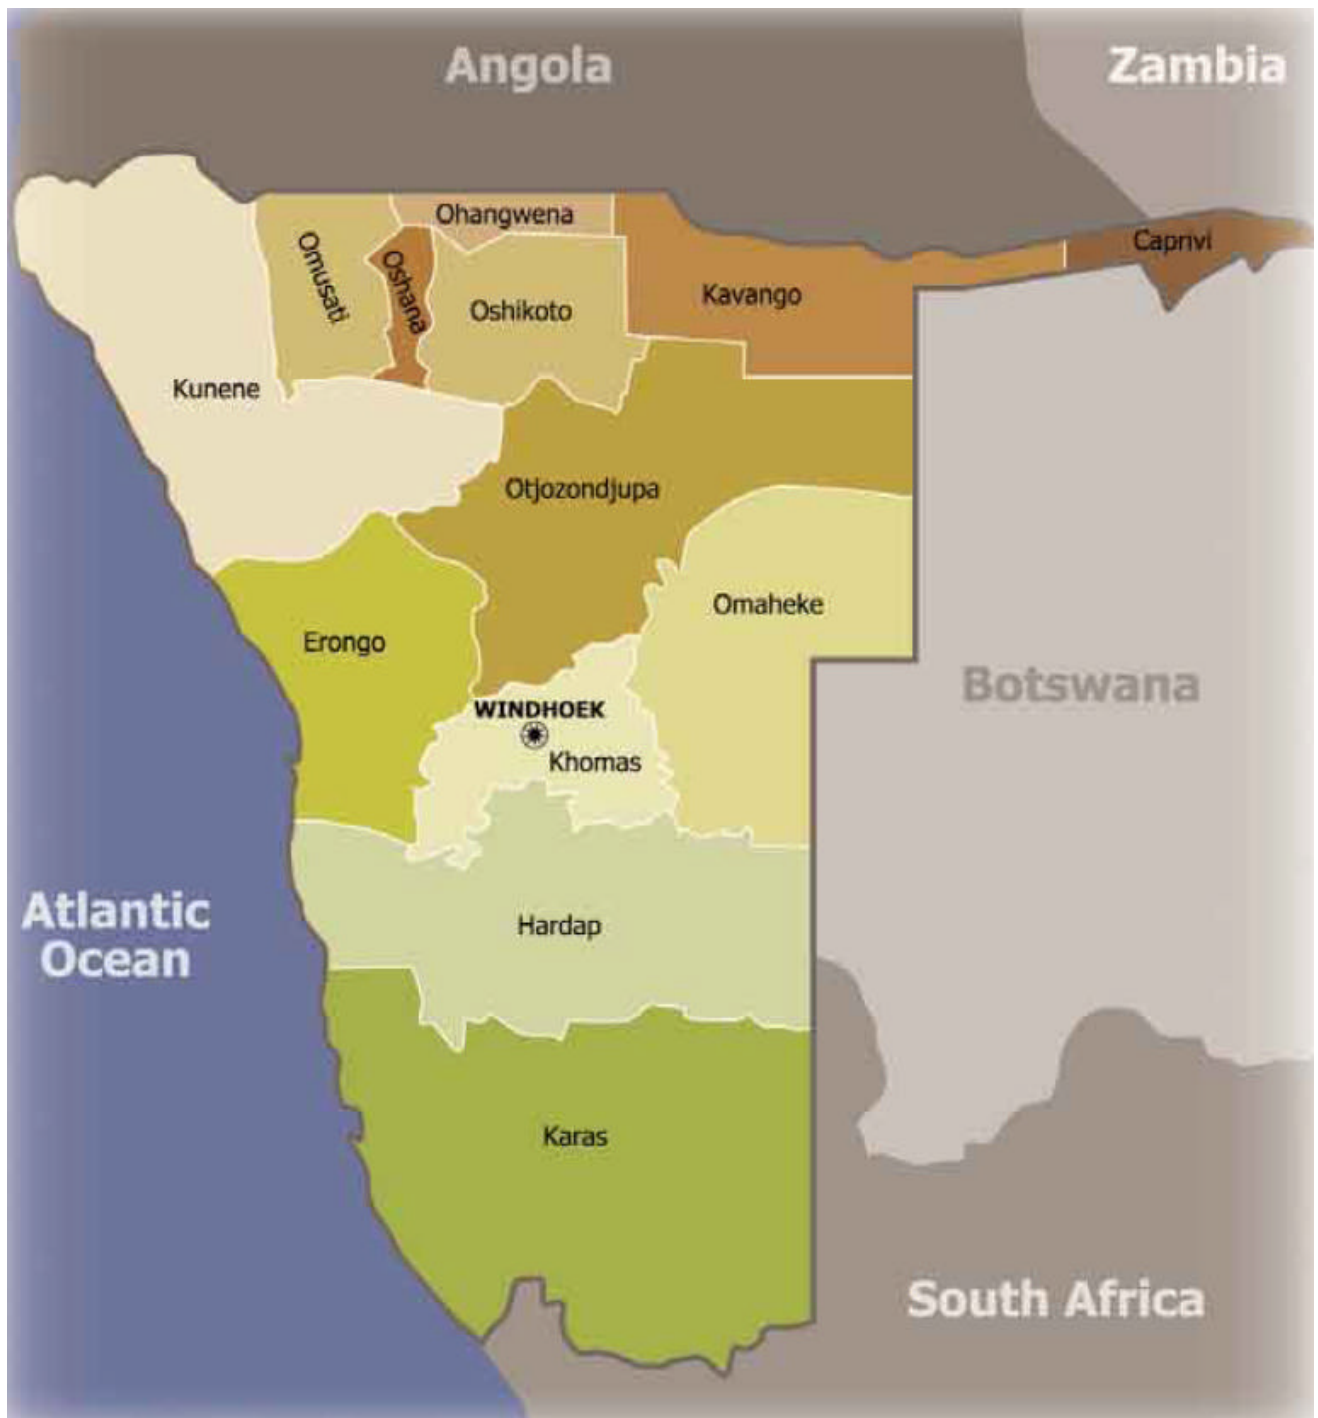 Angola
Zambia
Ohangwena
Caprivi
Omusati
Oshana
Kavango
Oshikoto
Kunene
Otjozondjupa
Omaheke
Erongo
Botswana
WINDHOEK
Khomas
Atlantic
Ocean
Hardap
Karas
South Africa